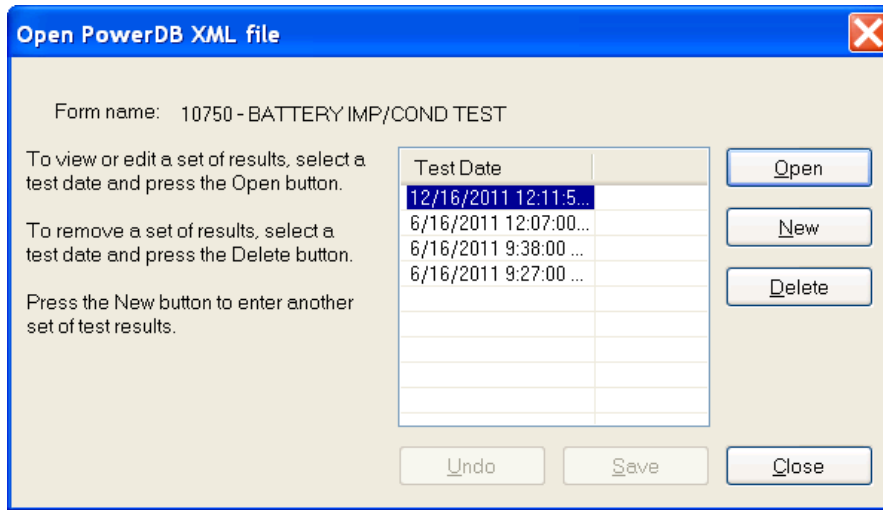 Open PowerDB XML file
Form name: 10750 - BATTERY IMP/COND TEST
To view or edit a set of results, select a
test date and press the Open button.
To remove a set of results, select a
test date and press the Delete button.
Press the New button to enter another
set of test results.
Test Date
12/16/2011 12:11:5...
6/16/2011 12:07:00...
6/16/2011 9:38:00 ...
6/16/2011 9:27:00 ...
Open
New
Delete
Undo
Save
Close